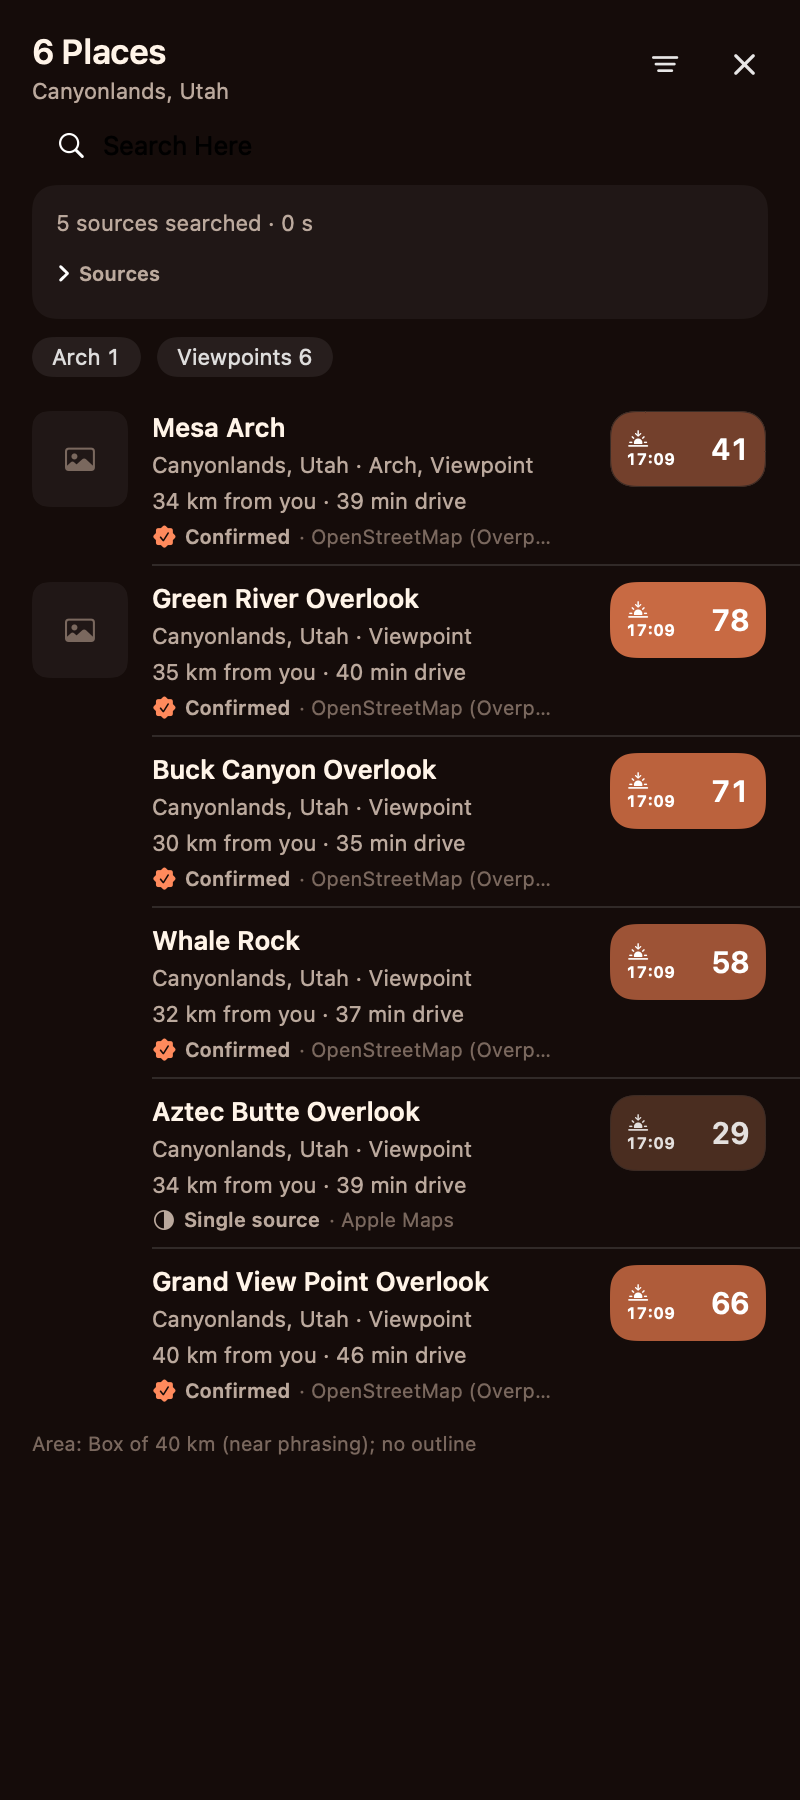 6 Places
Canyonlands, Utah
Search Here
5 sources searched · 0 s
Sources
Arch 1
Viewpoints 6
Mesa Arch
Canyonlands, Utah · Arch, Viewpoint
34 km from you · 39 min drive
Confirmed · OpenStreetMap (Overp...
17:09
41
Green River Overlook
Canyonlands, Utah · Viewpoint
35 km from you · 40 min drive
Confirmed · OpenStreetMap (Overp...
17:09
78
Buck Canyon Overlook
Canyonlands, Utah · Viewpoint
30 km from you · 35 min drive
Confirmed · OpenStreetMap (Overp...
17:09
71
Whale Rock
Canyonlands, Utah · Viewpoint
32 km from you · 37 min drive
Confirmed · OpenStreetMap (Overp...
17:09
58
Aztec Butte Overlook
Canyonlands, Utah · Viewpoint
34 km from you · 39 min drive
Single source · Apple Maps
17:09
29
Grand View Point Overlook
Canyonlands, Utah · Viewpoint
40 km from you · 46 min drive
Confirmed · OpenStreetMap (Overp...
17:09
66
Area: Box of 40 km (near phrasing); no outline